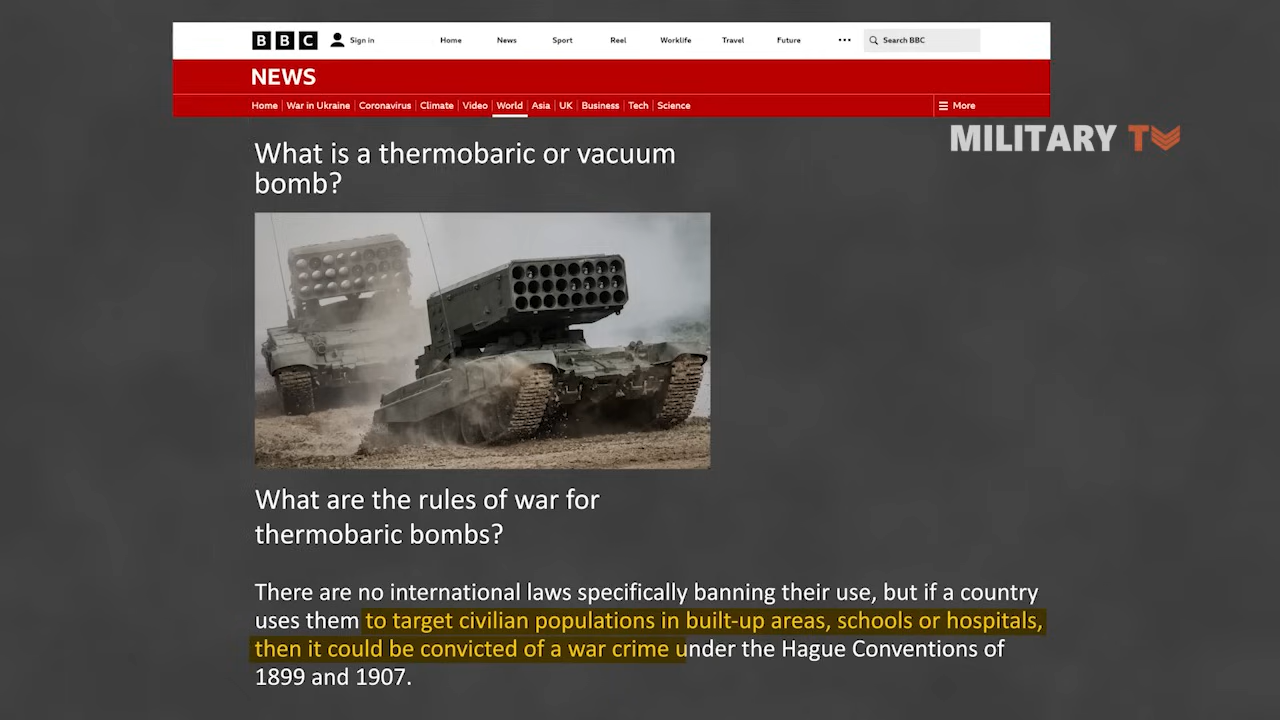 BBC Sign in Home News Sport Reel Worklife Travel Future ••• Search BBC
NEWS
Home War in Ukraine Coronavirus Climate Video World Asia UK Business Tech Science More
MILITARY TV
What is a thermobaric or vacuum
bomb?
What are the rules of war for
thermobaric bombs?
There are no international laws specifically banning their use, but if a country
uses them to target civilian populations in built-up areas, schools or hospitals,
then it could be convicted of a war crime under the Hague Conventions of
1899 and 1907.